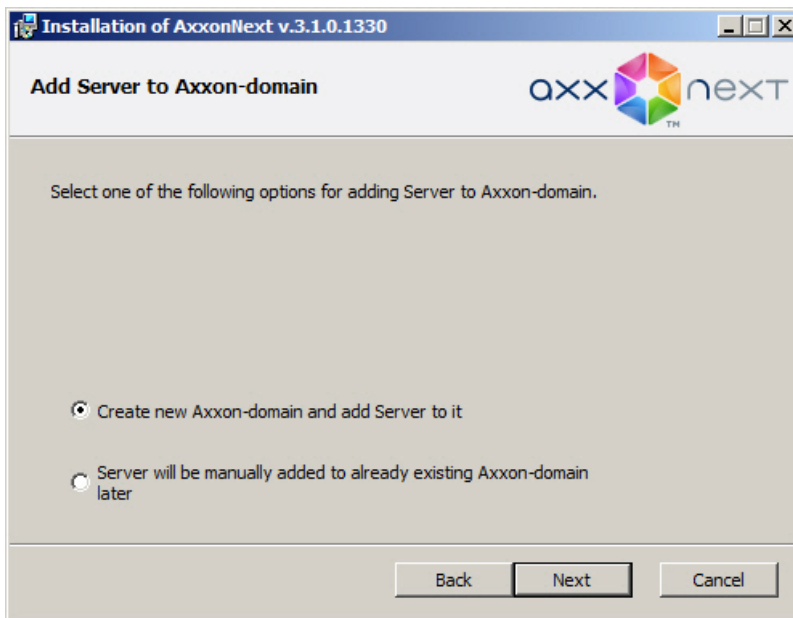 Installation of AxxonNext v.3.1.0.1330
Add Server to Axxon-domain
axx next
TM
Select one of the following options for adding Server to Axxon-domain.
Create new Axxon-domain and add Server to it
Server will be manually added to already existing Axxon-domain
later
Back Next Cancel